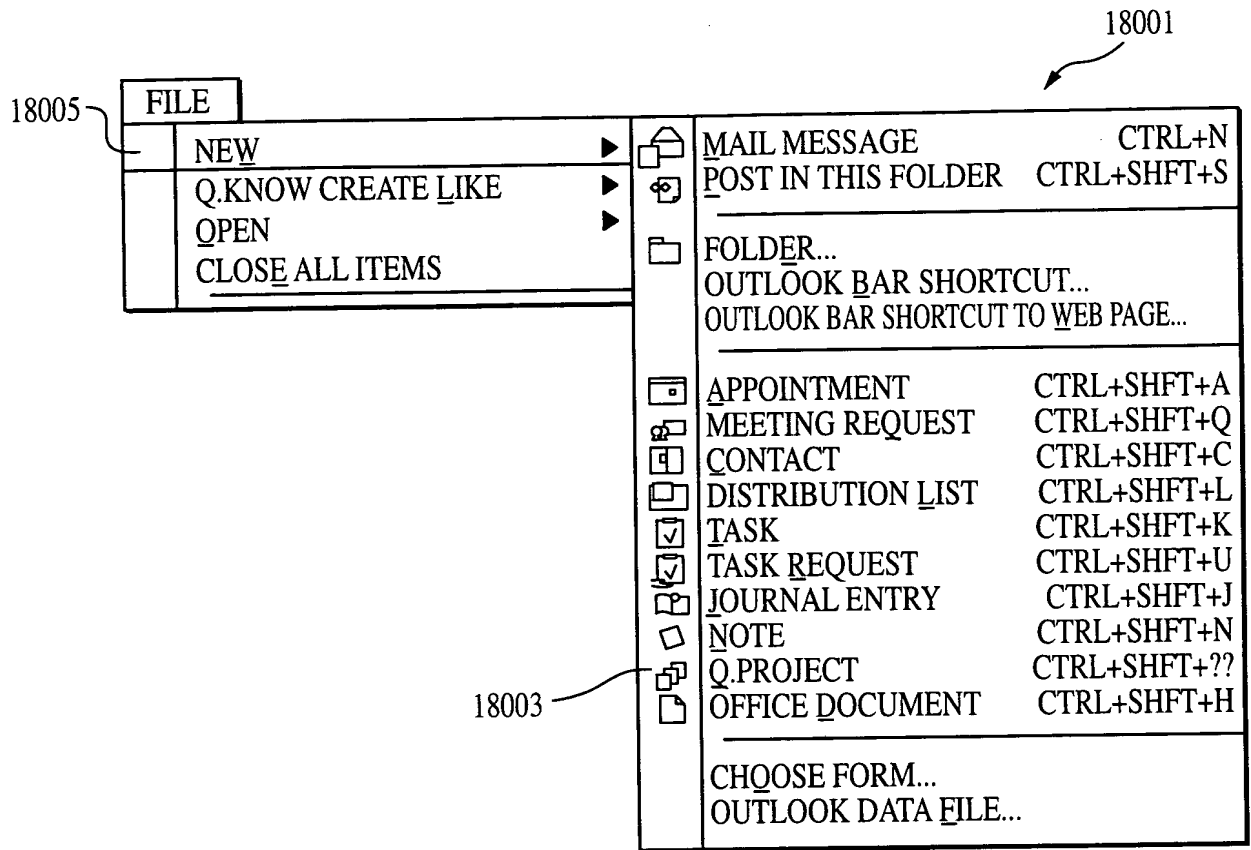 18001
18005
FILE
NEW
Q.KNOW CREATE LIKE
OPEN
CLOSE ALL ITEMS
MAIL MESSAGE CTRL+N
POST IN THIS FOLDER CTRL+SHFT+S
FOLDER...
OUTLOOK BAR SHORTCUT...
OUTLOOK BAR SHORTCUT TO WEB PAGE...
APPOINTMENT CTRL+SHFT+A
MEETING REQUEST CTRL+SHFT+Q
CONTACT CTRL+SHFT+C
DISTRIBUTION LIST CTRL+SHFT+L
TASK CTRL+SHFT+K
TASK REQUEST CTRL+SHFT+U
JOURNAL ENTRY CTRL+SHFT+J
NOTE CTRL+SHFT+N
Q.PROJECT CTRL+SHFT+??
18003
OFFICE DOCUMENT CTRL+SHFT+H
CHOOSE FORM...
OUTLOOK DATA FILE...